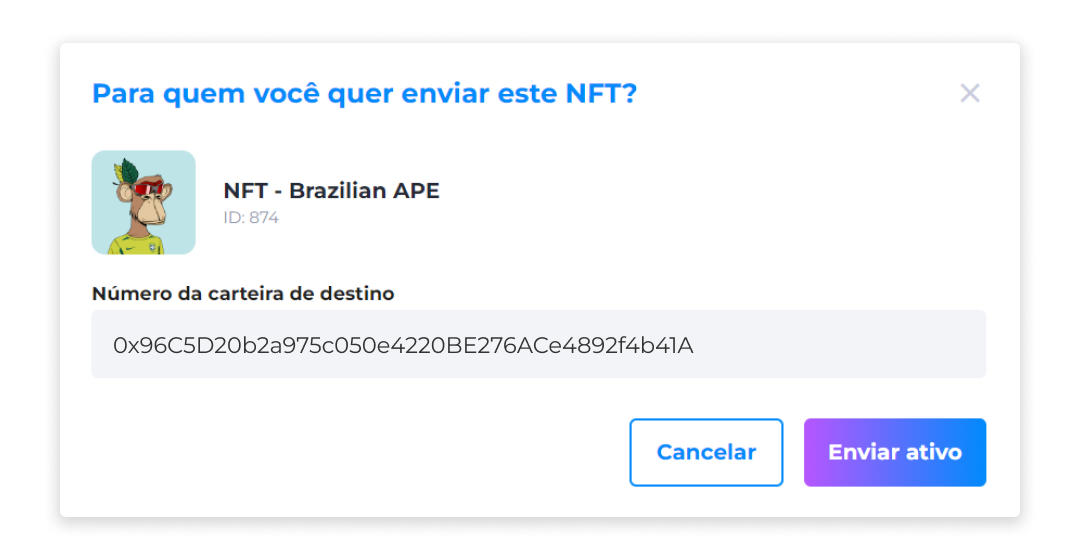 Para quem você quer enviar este NFT?
NFT - Brazilian APE
ID: 874
Número da carteira de destino
0x96C5D20b2a975c050e4220BE276ACe4892f4b41A
Cancelar
Enviar ativo